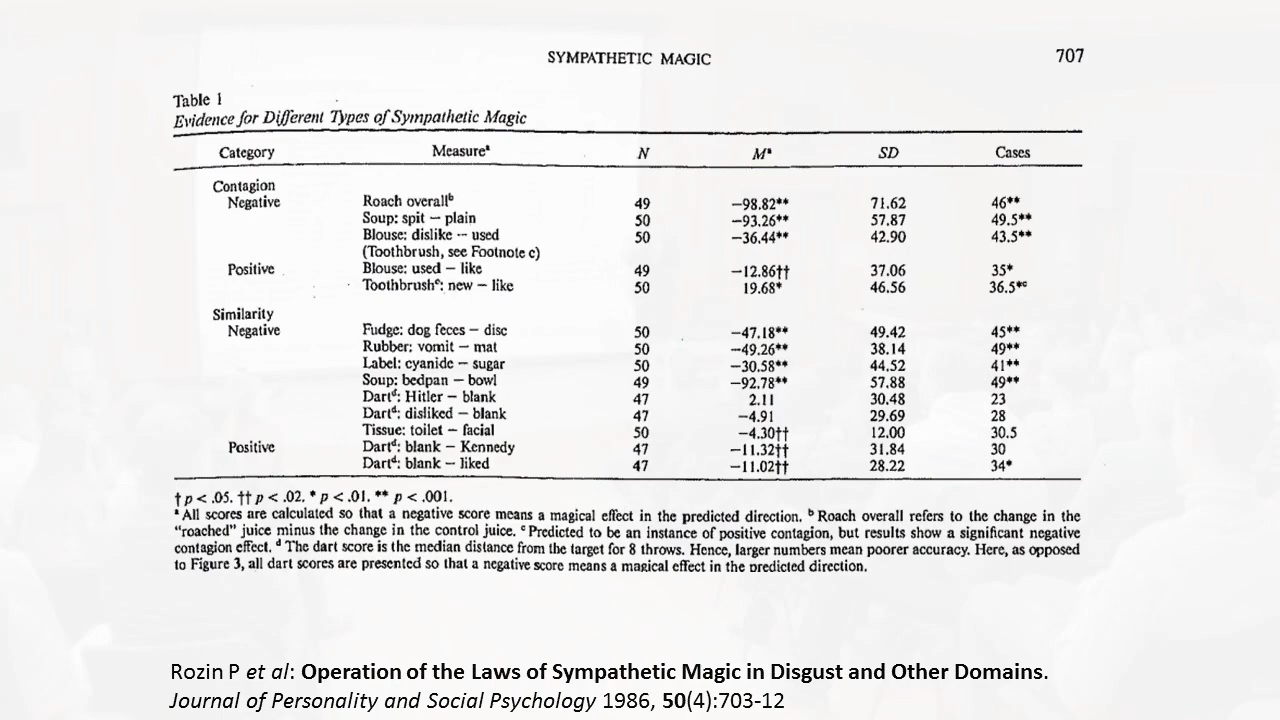 SYMPATHETIC MAGIC 707
Table 1
Evidence for Different Types of Sympathetic Magic
Category Measureᵃ N Mᵃ SD Cases
Contagion
Negative Roach overallᵇ 49 −98.82** 71.62 46**
Soup: spit − plain 50 −93.26** 57.87 49.5**
Blouse: dislike -- used 50 −36.44** 42.90 43.5**
(Toothbrush, see Footnote c)
Positive Blouse: used − like 49 −12.86†† 37.06 35*
Toothbrushᶜ: new − like 50 19.68* 46.56 36.5*ᶜ
Similarity
Negative Fudge: dog feces − disc 50 −47.18** 49.42 45**
Rubber: vomit − mat 50 −49.26** 38.14 49**
Label: cyanide − sugar 50 −30.58** 44.52 41**
Soup: bedpan − bowl 49 −92.78** 57.88 49**
Dartᵈ: Hitler − blank 47 2.11 30.48 23
Dartᵈ: disliked − blank 47 −4.91 29.69 28
Tissue: toilet − facial 50 −4.30†† 12.00 30.5
Positive Dartᵈ: blank − Kennedy 47 −11.32†† 31.84 30
Dartᵈ: blank − liked 47 −11.02†† 28.22 34*
† p < .05. †† p < .02. * p < .01. ** p < .001.
ᵃ All scores are calculated so that a negative score means a magical effect in the predicted direction. ᵇ Roach overall refers to the change in the
“roached” juice minus the change in the control juice. ᶜ Predicted to be an instance of positive contagion, but results show a significant negative
contagion effect. ᵈ The dart score is the median distance from the target for 8 throws. Hence, larger numbers mean poorer accuracy. Here, as opposed
to Figure 3, all dart scores are presented so that a negative score means a magical effect in the predicted direction.
Rozin P et al: Operation of the Laws of Sympathetic Magic in Disgust and Other Domains.
Journal of Personality and Social Psychology 1986, 50(4):703-12